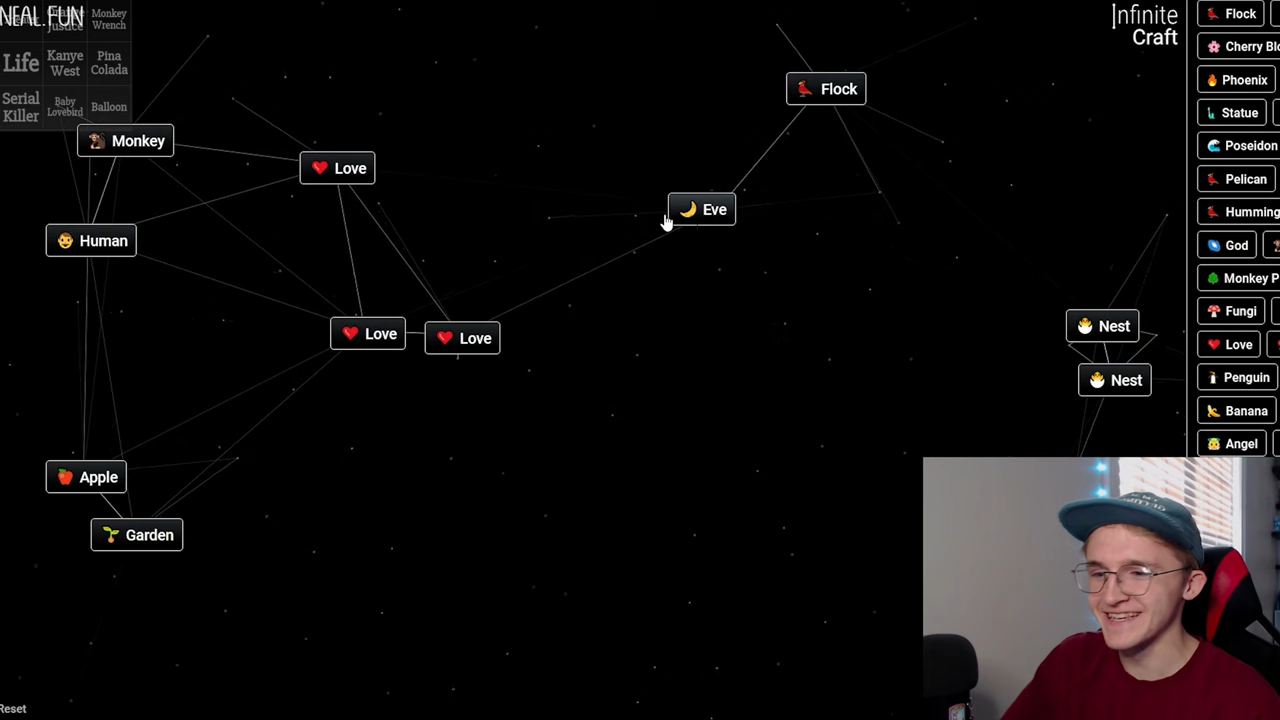 NEAL.FUN
Justice
Monkey Wrench
Life
Kanye West
Pina Colada
Serial Killer
Baby Lovebird
Balloon
Infinite
Craft
Monkey
Love
Human
Flock
Eve
Love
Love
Nest
Nest
Apple
Garden
Reset
Flock
Cherry Bl
Phoenix
Statue
Poseidon
Pelican
Humming
God
Monkey P
Fungi
Love
Penguin
Banana
Angel